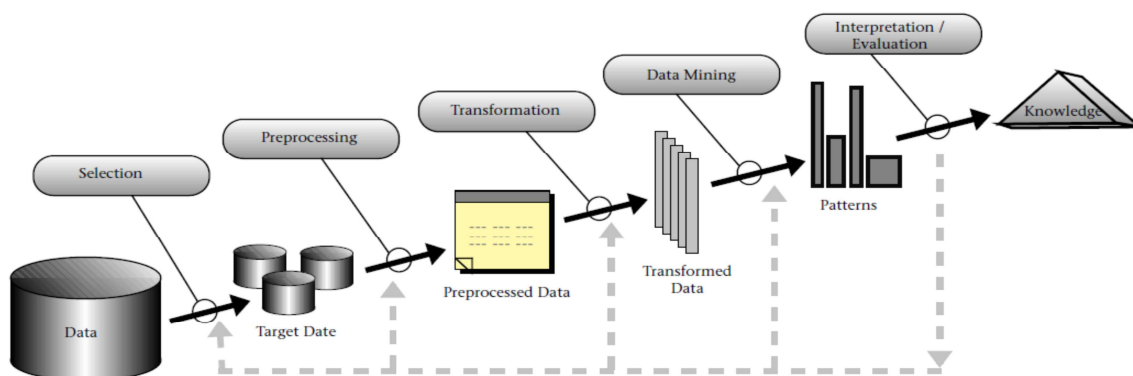 Interpretation /
Evaluation
Data Mining
Transformation
Preprocessing
Selection
Data
Target Date
Preprocessed Data
Transformed
Data
Patterns
Knowledge